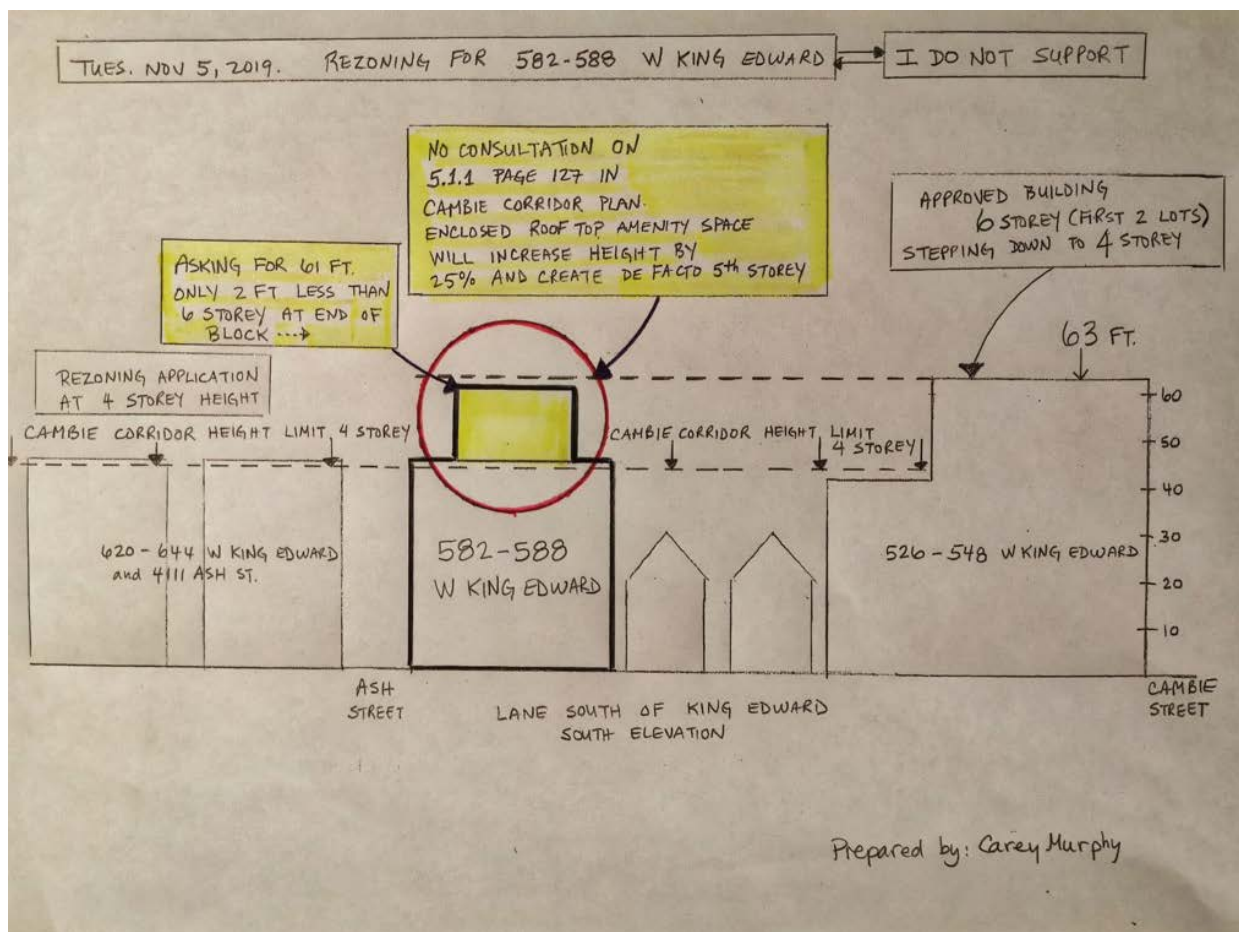 TUES. NOV 5, 2019. REZONING FOR 582-588 W KING EDWARD
I DO NOT SUPPORT
NO CONSULTATION ON
5.1.1 PAGE 127 IN
CAMBIE CORRIDOR PLAN.
ENCLOSED ROOF TOP AMENITY SPACE
WILL INCREASE HEIGHT BY
25% AND CREATE DE FACTO 5th STOREY
APPROVED BUILDING
6 STOREY (FIRST 2 LOTS)
STEPPING DOWN TO 4 STOREY
ASKING FOR 61 FT.
ONLY 2 FT LESS THAN
6 STOREY AT END OF
BLOCK ...
63 FT.
REZONING APPLICATION
AT 4 STOREY HEIGHT
CAMBIE CORRIDOR HEIGHT LIMIT 4 STOREY
CAMBIE CORRIDOR HEIGHT LIMIT
4 STOREY
60
50
40
30
20
10
620-644 W KING EDWARD
and 4111 ASH ST.
582-588
W KING EDWARD
526-548 W KING EDWARD
ASH
STREET
LANE SOUTH OF KING EDWARD
SOUTH ELEVATION
CAMBIE
STREET
Prepared by: Carey Murphy